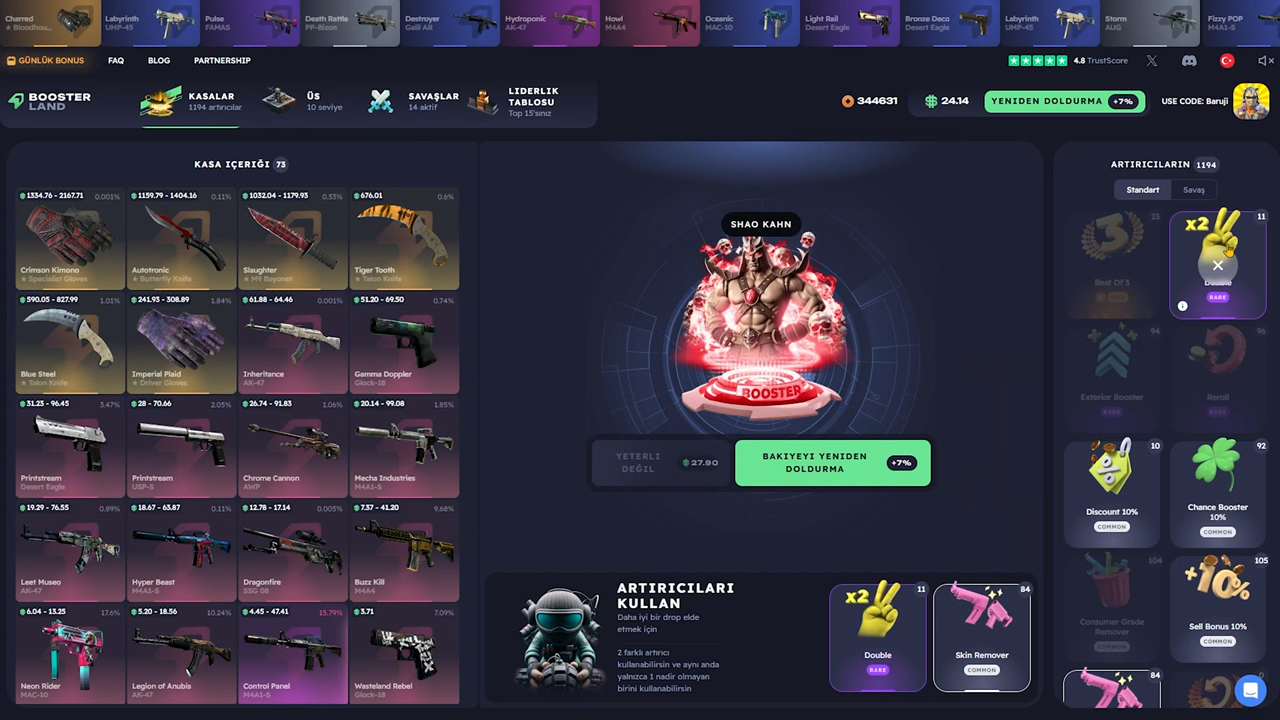 Charred
★ Bloodhou...
Labyrinth
UMP-45
Pulse
FAMAS
Death Rattle
PP-Bizon
Destroyer
Galil AR
Hydroponic
AK-47
Howl
M4A4
Oceanic
MAC-10
Light Rail
Desert Eagle
Bronze Deco
Desert Eagle
Labyrinth
UMP-45
Storm
AUG
Fizzy POP
M4A1-S
GÜNLÜK BONUS
FAQ
BLOG
PARTNERSHIP
4.8 TrustScore
BOOSTER
LAND
KASALAR
1194 artırıcılar
ÜS
10 seviye
SAVAŞLAR
14 aktif
LIDERLIK
TABLOSU
Top 15'sınız
344631
24.14
YENIDEN DOLDURMA +7%
USE CODE: Baruji
KASA IÇERIĞI 73
1334.76 - 2167.71 0.001%
Crimson Kimono
★ Specialist Gloves
1159.79 - 1404.16 0.11%
Autotronic
★ Butterfly Knife
1032.04 - 1179.93 0.53%
Slaughter
★ M9 Bayonet
676.01 0.6%
Tiger Tooth
★ Talon Knife
590.05 - 827.99 1.01%
Blue Steel
★ Talon Knife
241.93 - 308.89 1.84%
Imperial Plaid
★ Driver Gloves
61.88 - 64.46 0.001%
Inheritance
AK-47
51.20 - 69.50 0.74%
Gamma Doppler
Glock-18
31.23 3.47%
Printstream
Desert Eagle
28 - 70.66 2.05%
Printstream
USP-S
26.74 - 91.83 1.06%
Chrome Cannon
AWP
20.14 - 99.08 1.85%
Mecha Industries
M4A1-S
19.29 - 76.55 0.89%
Leet Museo
AK-47
18.67 - 63.87 0.11%
Hyper Beast
M4A1-S
12.78 - 17.14 0.005%
Dragonfire
SSG 08
7.37 - 41.20 9.68%
Buzz Kill
M4A4
6.04 - 13.25 17.6%
Neon Rider
MAC-10
5.20 - 18.56 10.24%
Legion of Anubis
AK-47
4.45 - 47.41 15.79%
Control Panel
M4A1-S
3.71 7.09%
Wasteland Rebel
Glock-18
SHAO KAHN
BOOSTER
YETERLI
DEĞIL
27.90
BAKIYEYI YENIDEN
DOLDURMA
+7%
ARTIRICILARI
KULLAN
Daha iyi bir drop elde
etmek için
2 farklı artırıcı
kullanabilirsin ve aynı anda
yalnızca 1 nadir olmayan
birini kullanabilirsin
x2
11
Double
RARE
84
Skin Remover
COMMON
ARTIRICILARIN 1194
Standart
Savaş
3
23
Best Of 3
x2
11
Double
RARE
94
Exterior Booster
RARE
96
Reroll
RARE
10
%
Discount 10%
COMMON
92
Chance Booster
10%
COMMON
104
Consumer Grade
Remover
COMMON
105
+10%
Sell Bonus 10%
COMMON
84